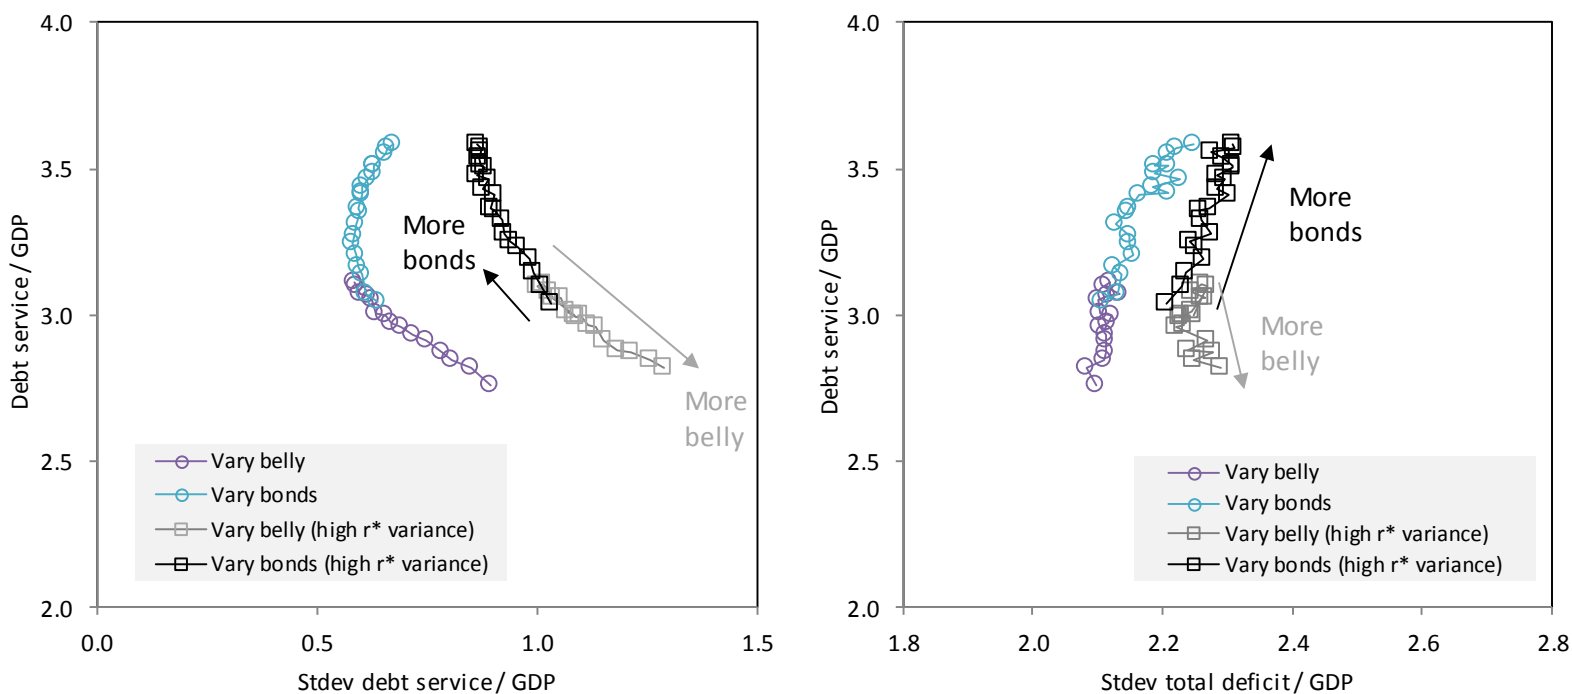 4.0
3.5
3.0
2.5
2.0
Debt service / GDP
0.0
0.5
1.0
1.5
Stdev debt service / GDP
More
bonds
More
belly
Vary belly
Vary bonds
Vary belly (high r* variance)
Vary bonds (high r* variance)
4.0
3.5
3.0
2.5
2.0
Debt service / GDP
1.8
2.0
2.2
2.4
2.6
2.8
Stdev total deficit / GDP
More
bonds
More
belly
Vary belly
Vary bonds
Vary belly (high r* variance)
Vary bonds (high r* variance)